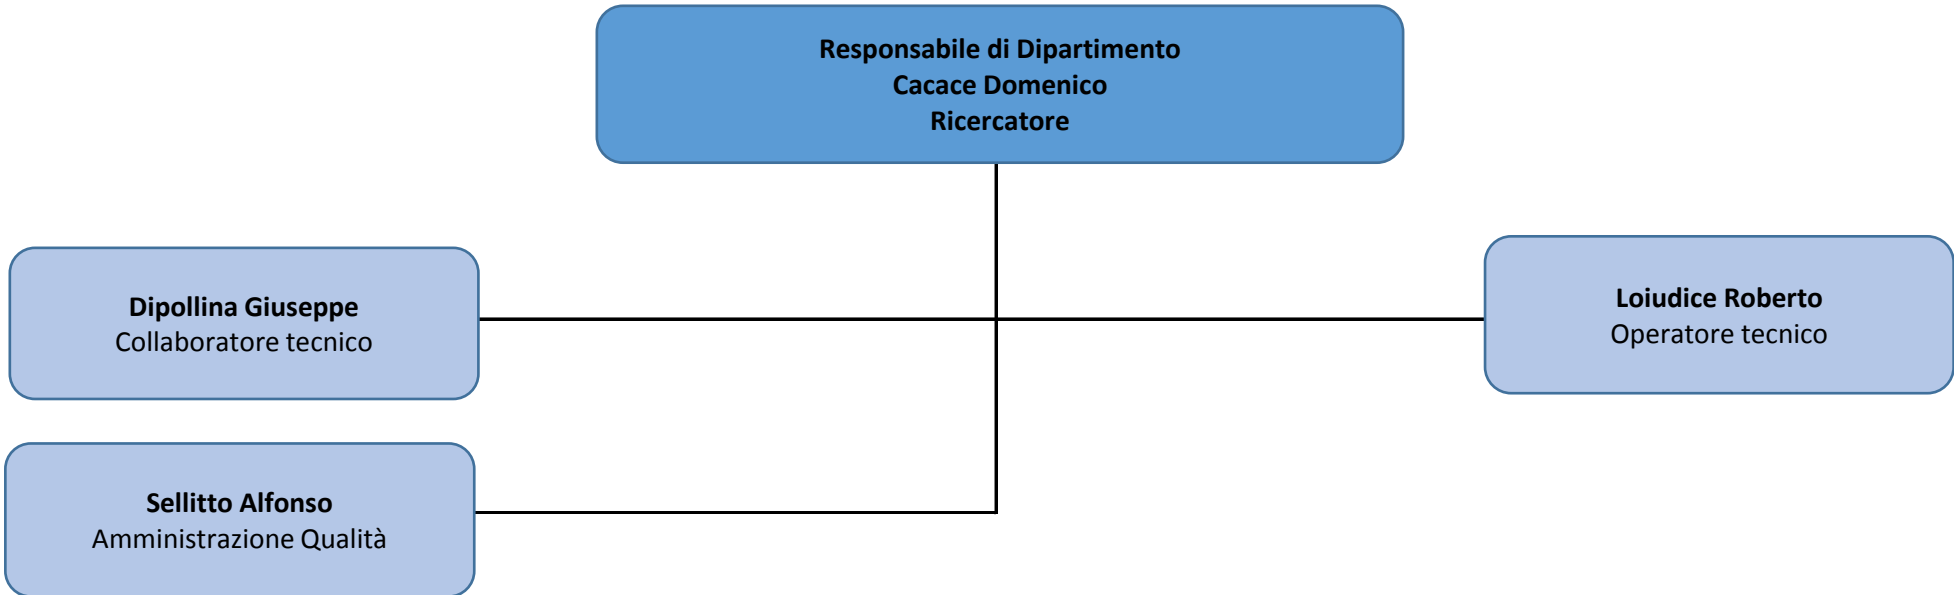 Responsabile di Dipartimento
Cacace Domenico
Ricercatore
Dipollina Giuseppe
Collaboratore tecnico
Loiudice Roberto
Operatore tecnico
Sellitto Alfonso
Amministrazione Qualità